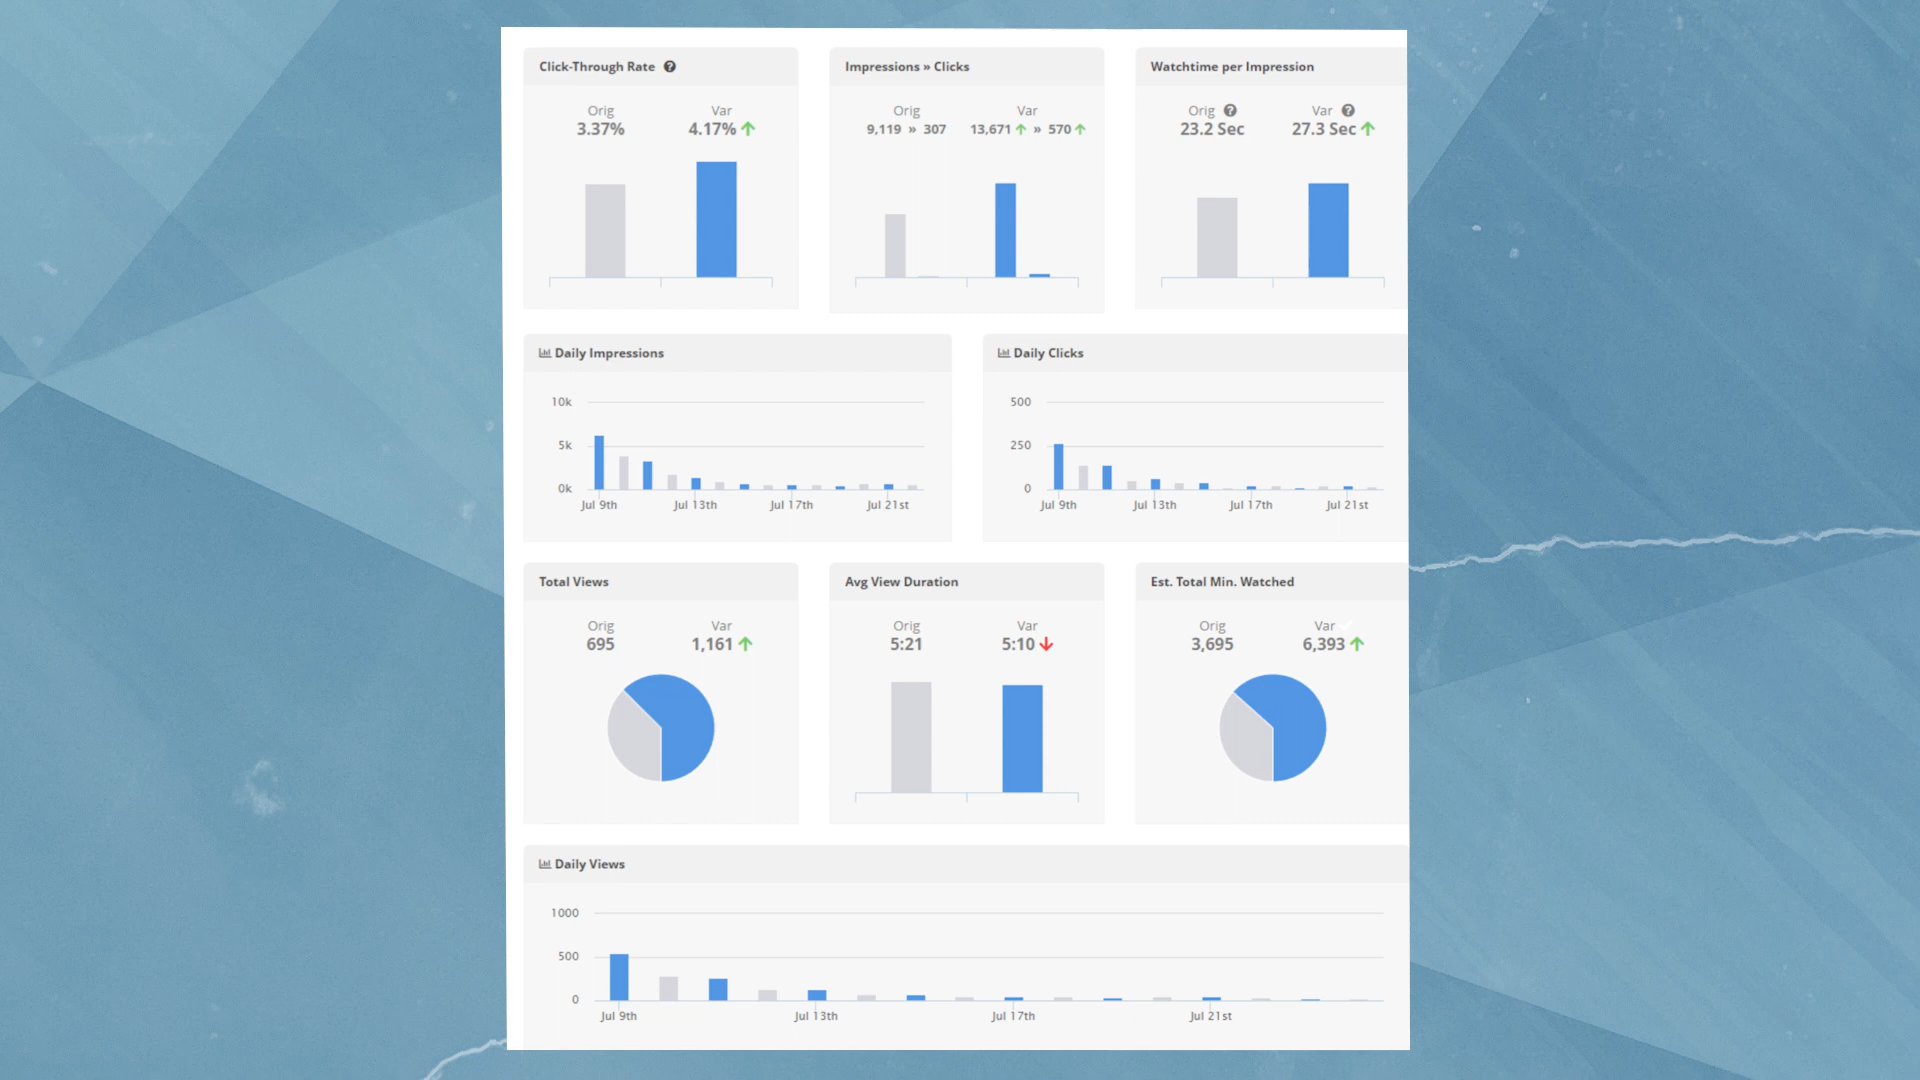 Click-Through Rate ?
Orig Var
3.37% 4.17%
Impressions » Clicks
Orig Var
9,119 » 307 13,671 » 570
Watchtime per Impression
Orig ? Var ?
23.2 Sec 27.3 Sec
Daily Impressions
10k
5k
0k
Jul 9th Jul 13th Jul 17th Jul 21st
Daily Clicks
500
250
0
Jul 9th Jul 13th Jul 17th Jul 21st
Total Views
Orig Var
695 1,161
Avg View Duration
Orig Var
5:21 5:10
Est. Total Min. Watched
Orig Var
3,695 6,393
Daily Views
1000
500
0
Jul 9th Jul 13th Jul 17th Jul 21st